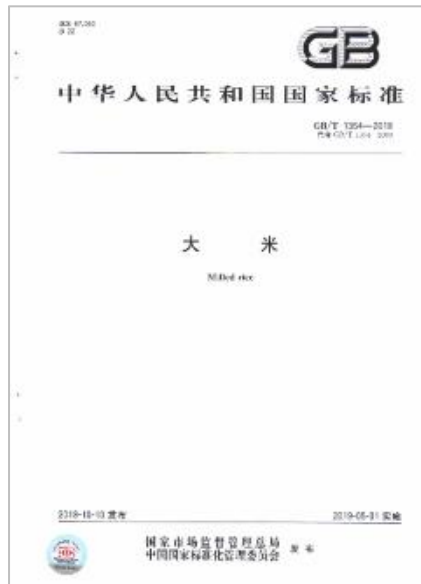 GB
中华人民共和国国家标准
GB/T 1354—2018
大 米
Milled rice
2018-10-10 发布
2019-05-01 实施
国家市场监督管理总局
中国国家标准化管理委员会
发布